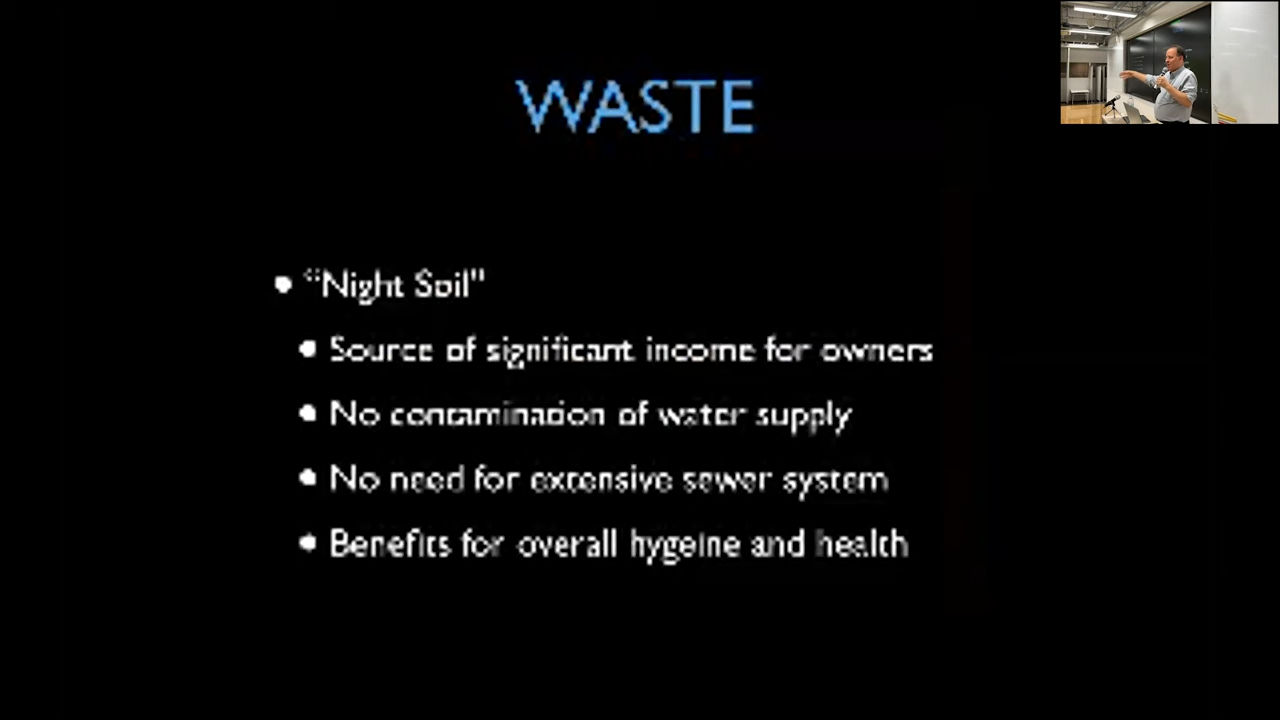 WASTE
• “Night Soil”
• Source of significant income for owners
• No contamination of water supply
• No need for extensive sewer system
• Benefits for overall hygeine and health